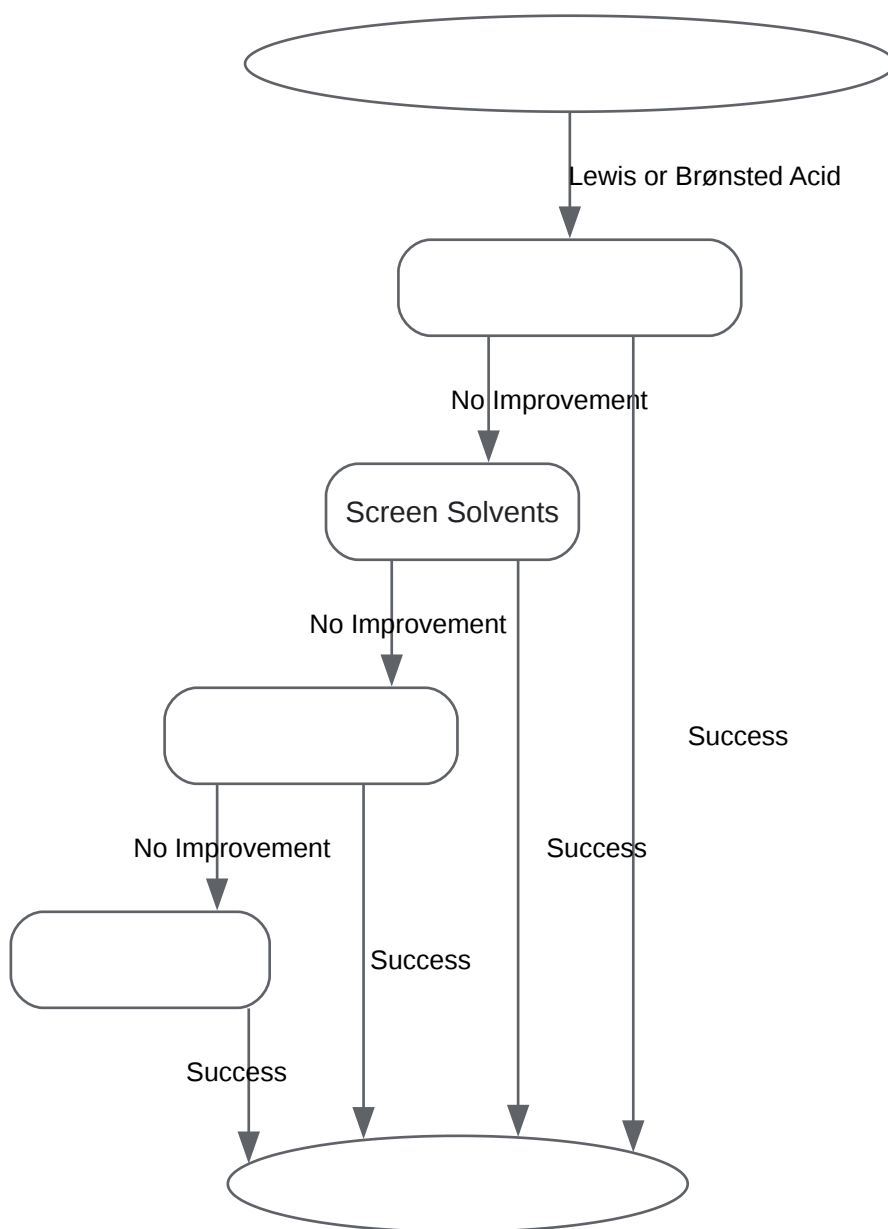 Lewis or Brønsted Acid
No Improvement
Screen Solvents
No Improvement
Success
No Improvement
Success
Success
Success